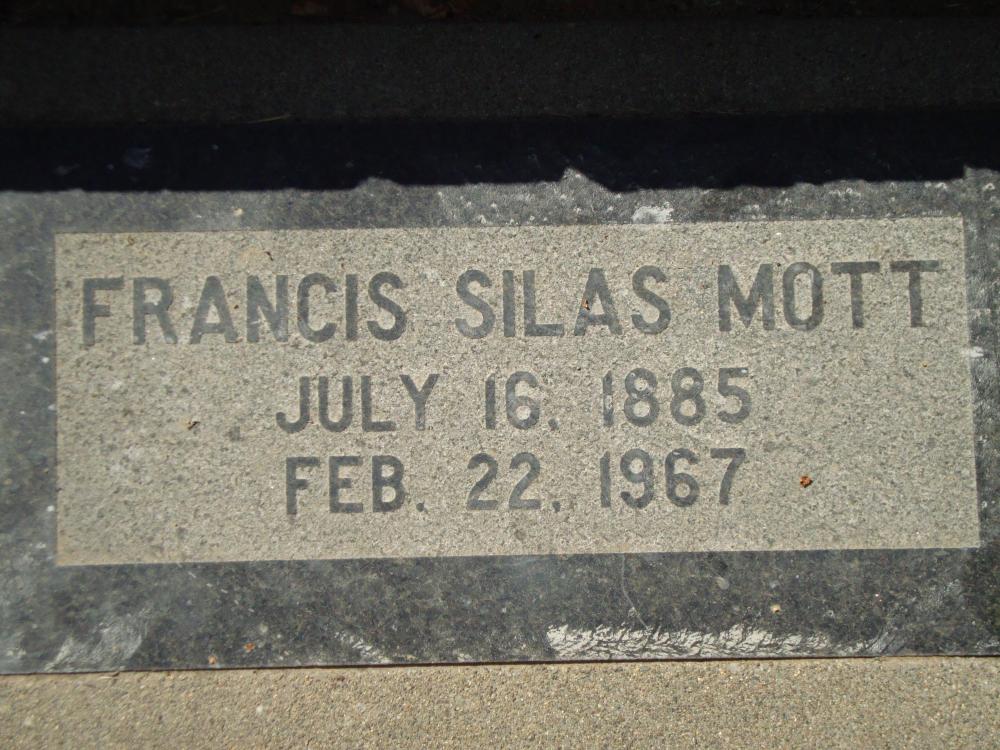 FRANCIS SILAS MOTT
JULY 16, 1885
FEB. 22, 1967